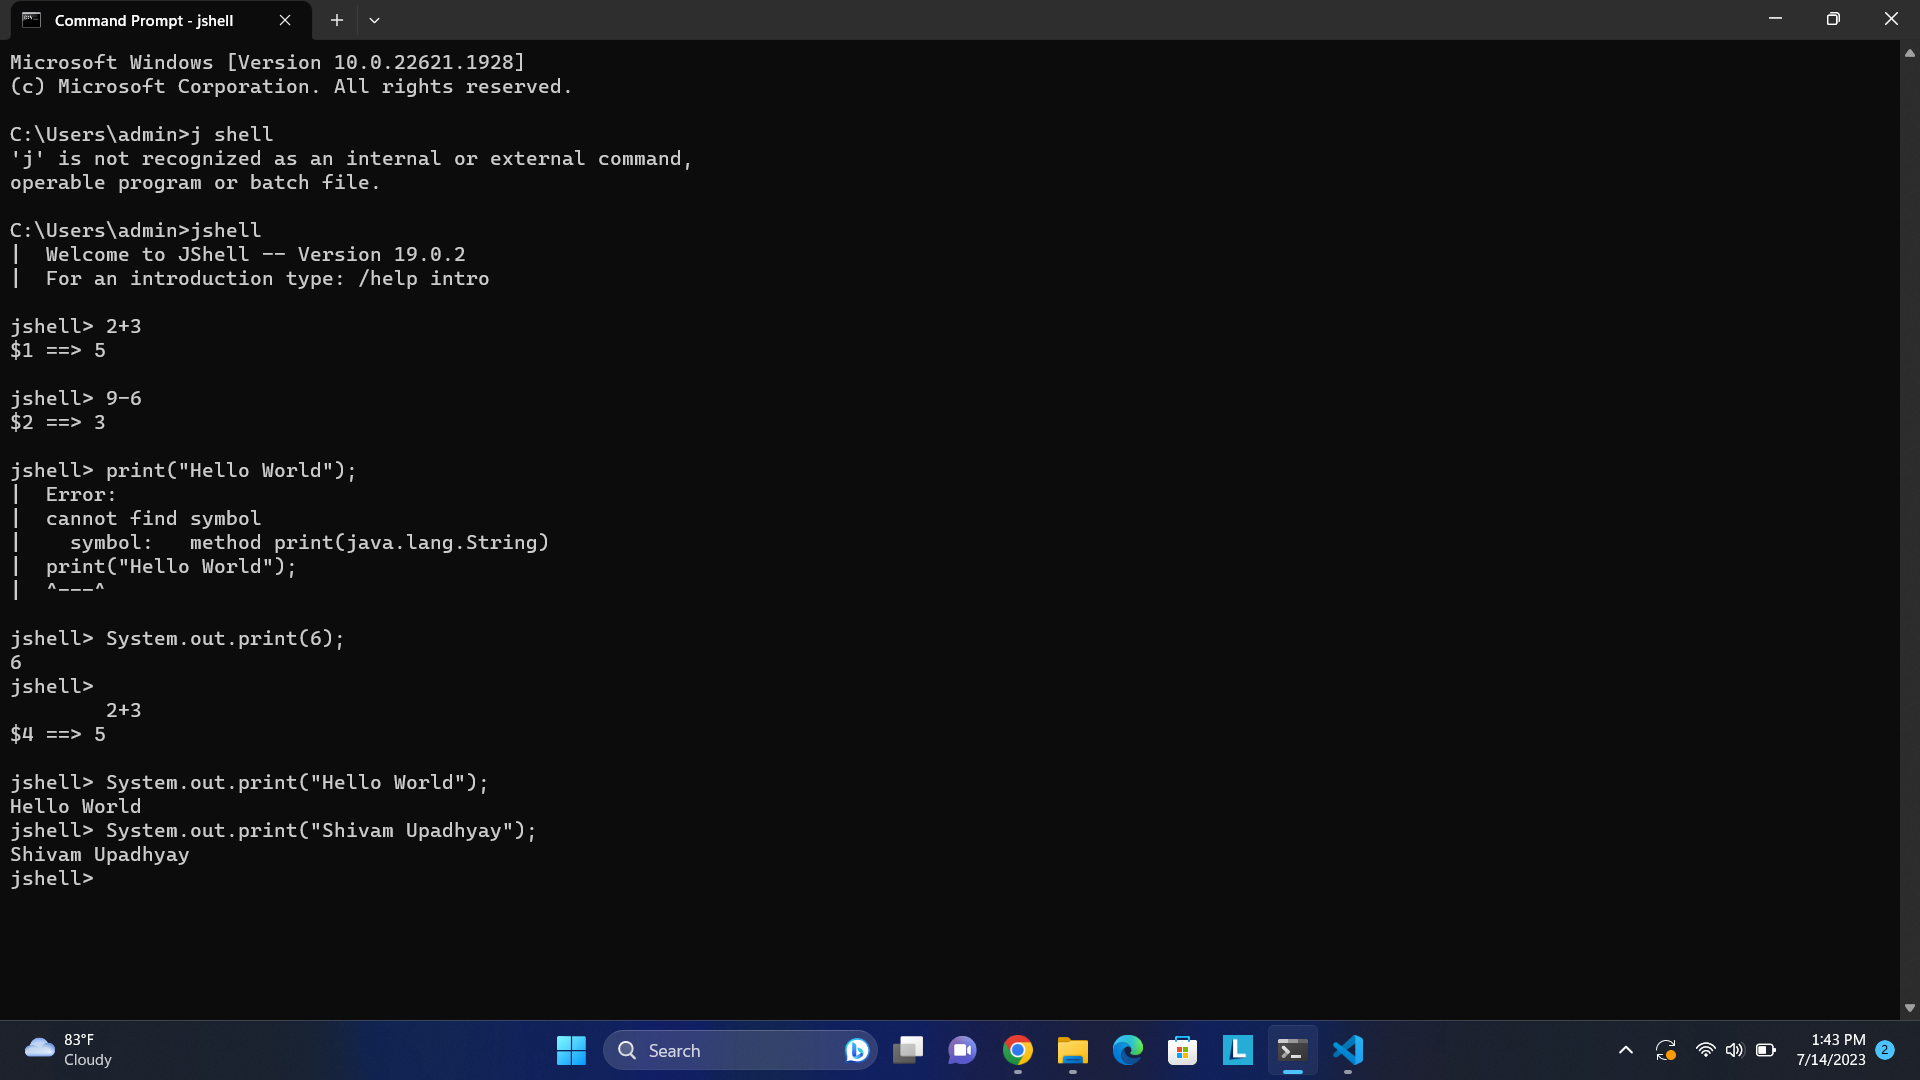 Command Prompt - jshell
Microsoft Windows [Version 10.0.22621.1928]
(c) Microsoft Corporation. All rights reserved.
C:\Users\admin>j shell
'j' is not recognized as an internal or external command,
operable program or batch file.
C:\Users\admin>jshell
|  Welcome to JShell -- Version 19.0.2
|  For an introduction type: /help intro
jshell> 2+3
$1 ==> 5
jshell> 9-6
$2 ==> 3
jshell> print("Hello World");
|  Error:
|  cannot find symbol
|    symbol:   method print(java.lang.String)
|  print("Hello World");
|  ^---^
jshell> System.out.print(6);
6
jshell>
        2+3
$4 ==> 5
jshell> System.out.print("Hello World");
Hello World
jshell> System.out.print("Shivam Upadhyay");
Shivam Upadhyay
jshell>
83°F
Cloudy
Search
L
1:43 PM
7/14/2023
2